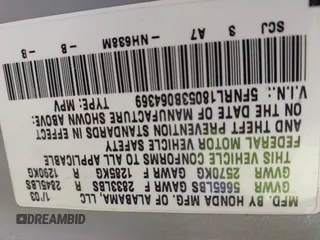 MFD. BY HONDA MFG. OF ALABAMA, LLC 1/03
GVWR 5665LBS GAWR F 2833LBS R 2845LBS
GVWR 2570KG GAWR F 1285KG R 1290KG
THIS VEHICLE CONFORMS TO ALL APPLICABLE
FEDERAL MOTOR VEHICLE SAFETY
AND THEFT PREVENTION STANDARDS IN EFFECT
ON THE DATE OF MANUFACTURE SHOWN ABOVE:
V.I.N.: 5FNRL18053B064369 TYPE: MPV
SCJ 3 A7 -NH638M -B -B